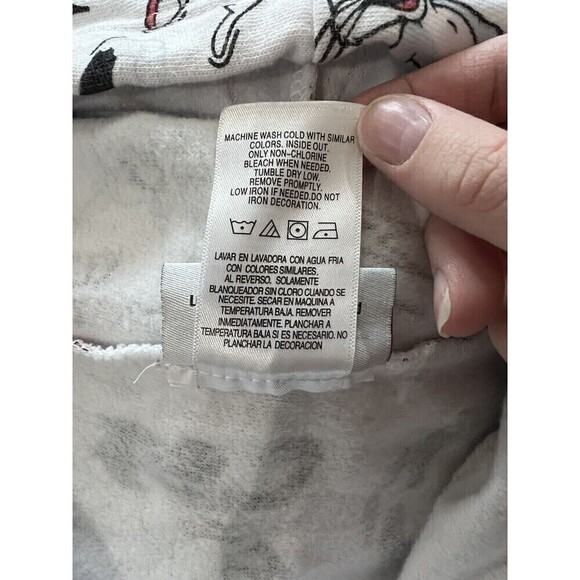 MACHINE WASH COLD WITH SIMILAR
COLORS. INSIDE OUT.
ONLY NON-CHLORINE
BLEACH WHEN NEEDED.
TUMBLE DRY LOW.
REMOVE PROMPTLY.
LOW IRON IF NEEDED.DO NOT
IRON DECORATION.
LAVAR EN LAVADORA CON AGUA FRIA
CON COLORES SIMILARES.
AL REVERSO. SOLAMENTE
BLANQUEADOR SIN CLORO CUANDO SE
NECESITE. SECAR EN MAQUINA A
TEMPERATURA BAJA. REMOVER
IMMEDIATAMENTE. PLANCHAR A
TEMPERATURA BAJA SI ES NECESARIO. NO
PLANCHAR LA DECORACION